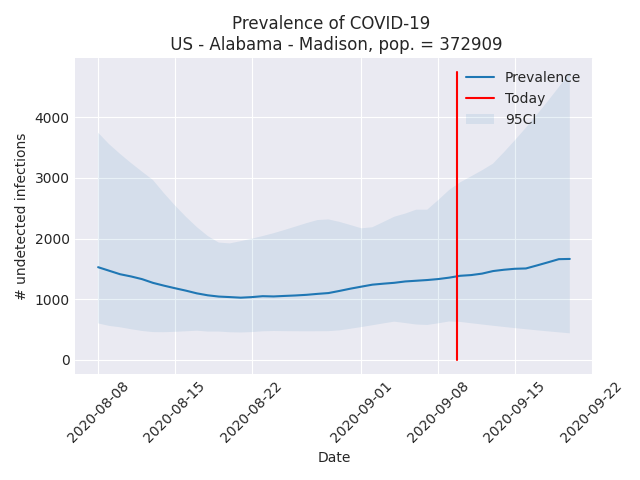 Prevalence of COVID-19
US - Alabama - Madison, pop. = 372909
Prevalence
Today
95CI
# undetected infections
4000
3000
2000
1000
0
2020-08-08
2020-08-15
2020-08-22
2020-09-01
2020-09-08
2020-09-15
2020-09-22
Date